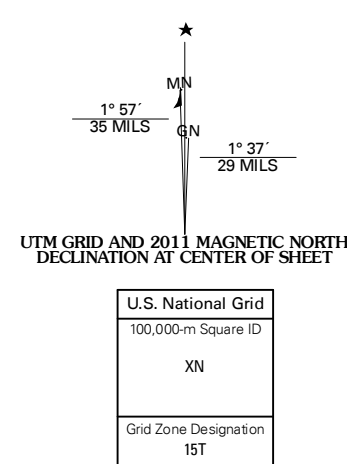 MN
1° 57´
35 MILS
GN
1° 37´
29 MILS
UTM GRID AND 2011 MAGNETIC NORTH
DECLINATION AT CENTER OF SHEET
U.S. National Grid
100,000-m Square ID
XN
Grid Zone Designation
15T